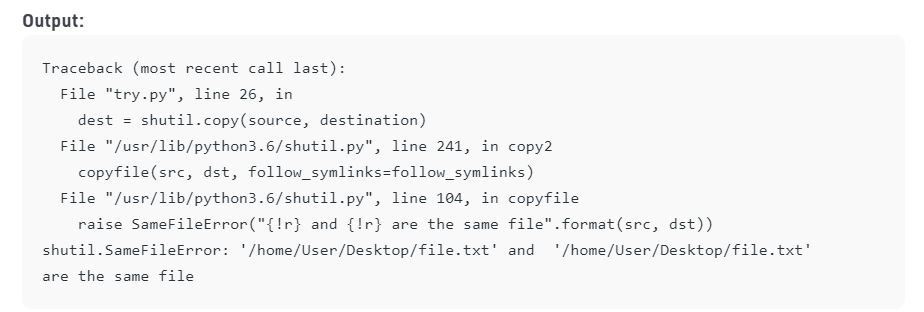 Output:
Traceback (most recent call last):
  File "try.py", line 26, in
    dest = shutil.copy(source, destination)
  File "/usr/lib/python3.6/shutil.py", line 241, in copy2
    copyfile(src, dst, follow_symlinks=follow_symlinks)
  File "/usr/lib/python3.6/shutil.py", line 104, in copyfile
    raise SameFileError("{!r} and {!r} are the same file".format(src, dst))
shutil.SameFileError: '/home/User/Desktop/file.txt' and  '/home/User/Desktop/file.txt'
are the same file